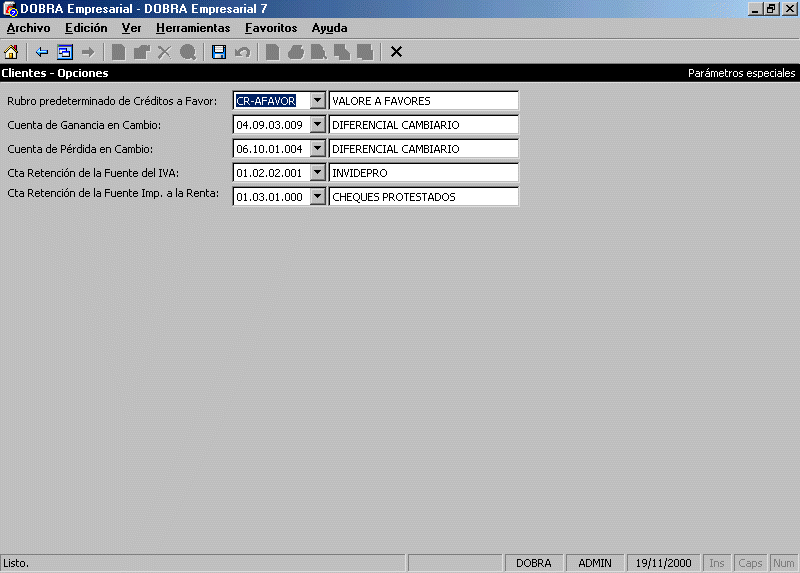 DOBRA Empresarial - DOBRA Empresarial 7
Archivo Edición Ver Herramientas Favoritos Ayuda
Clientes - Opciones Parámetros especiales
Rubro predeterminado de Créditos a Favor: CR-AFAVOR VALORE A FAVORES
Cuenta de Ganancia en Cambio: 04.09.03.009 DIFERENCIAL CAMBIARIO
Cuenta de Pérdida en Cambio: 06.10.01.004 DIFERENCIAL CAMBIARIO
Cta Retención de la Fuente del IVA: 01.02.02.001 INVIDEPRO
Cta Retención de la Fuente Imp. a la Renta: 01.03.01.000 CHEQUES PROTESTADOS
Listo. DOBRA ADMIN 19/11/2000 Ins Caps Num